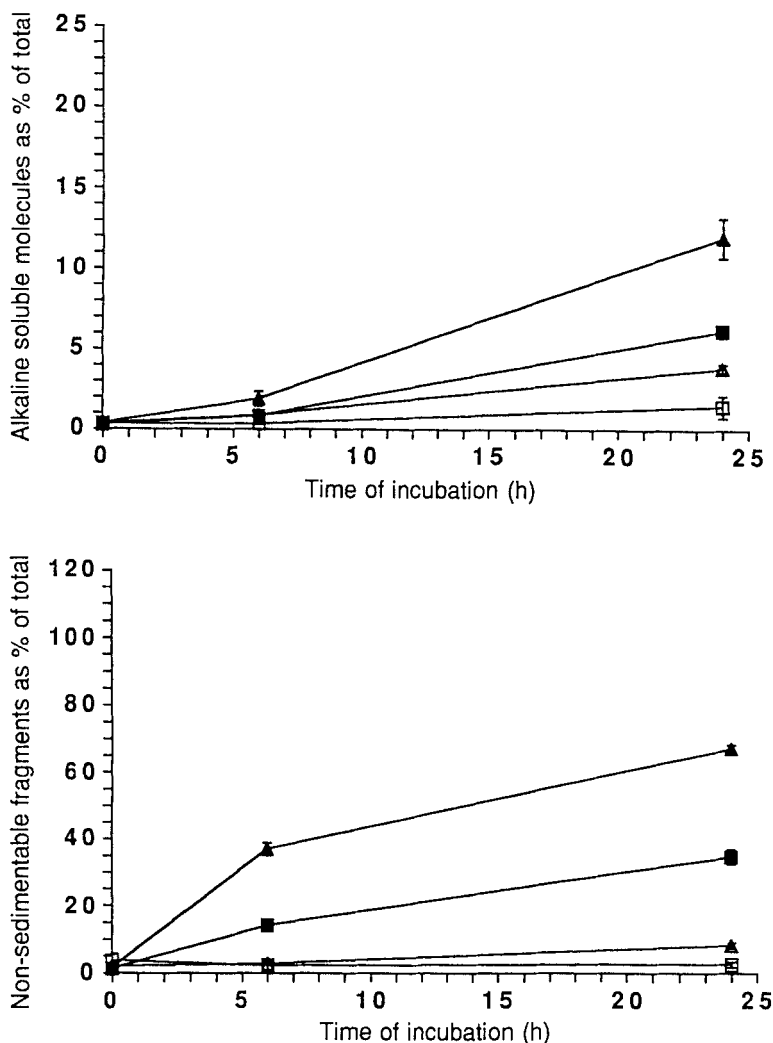 Alkaline soluble molecules as % of total
25
20
15
10
5
0
0 5 10 15 20 25
Time of incubation (h)
Non-sedimentable fragments as % of total
120
100
80
60
40
20
0
0 5 10 15 20 25
Time of incubation (h)